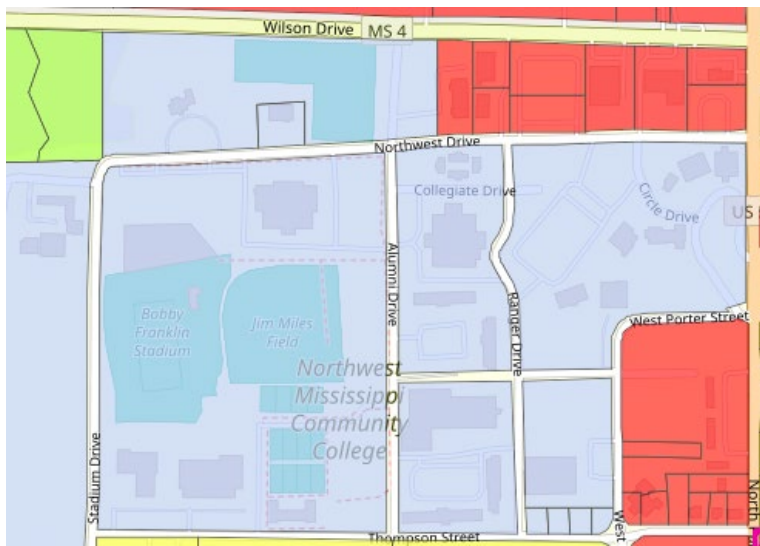 Wilson Drive
MS 4
Northwest Drive
Collegiate Drive
Circle Drive
US
Alumni Drive
Ranger Drive
West Porter Street
Bobby
Franklin
Stadium
Jim Miles
Field
Northwest
Mississippi
Community
College
Stadium Drive
Thompson Street
West
North